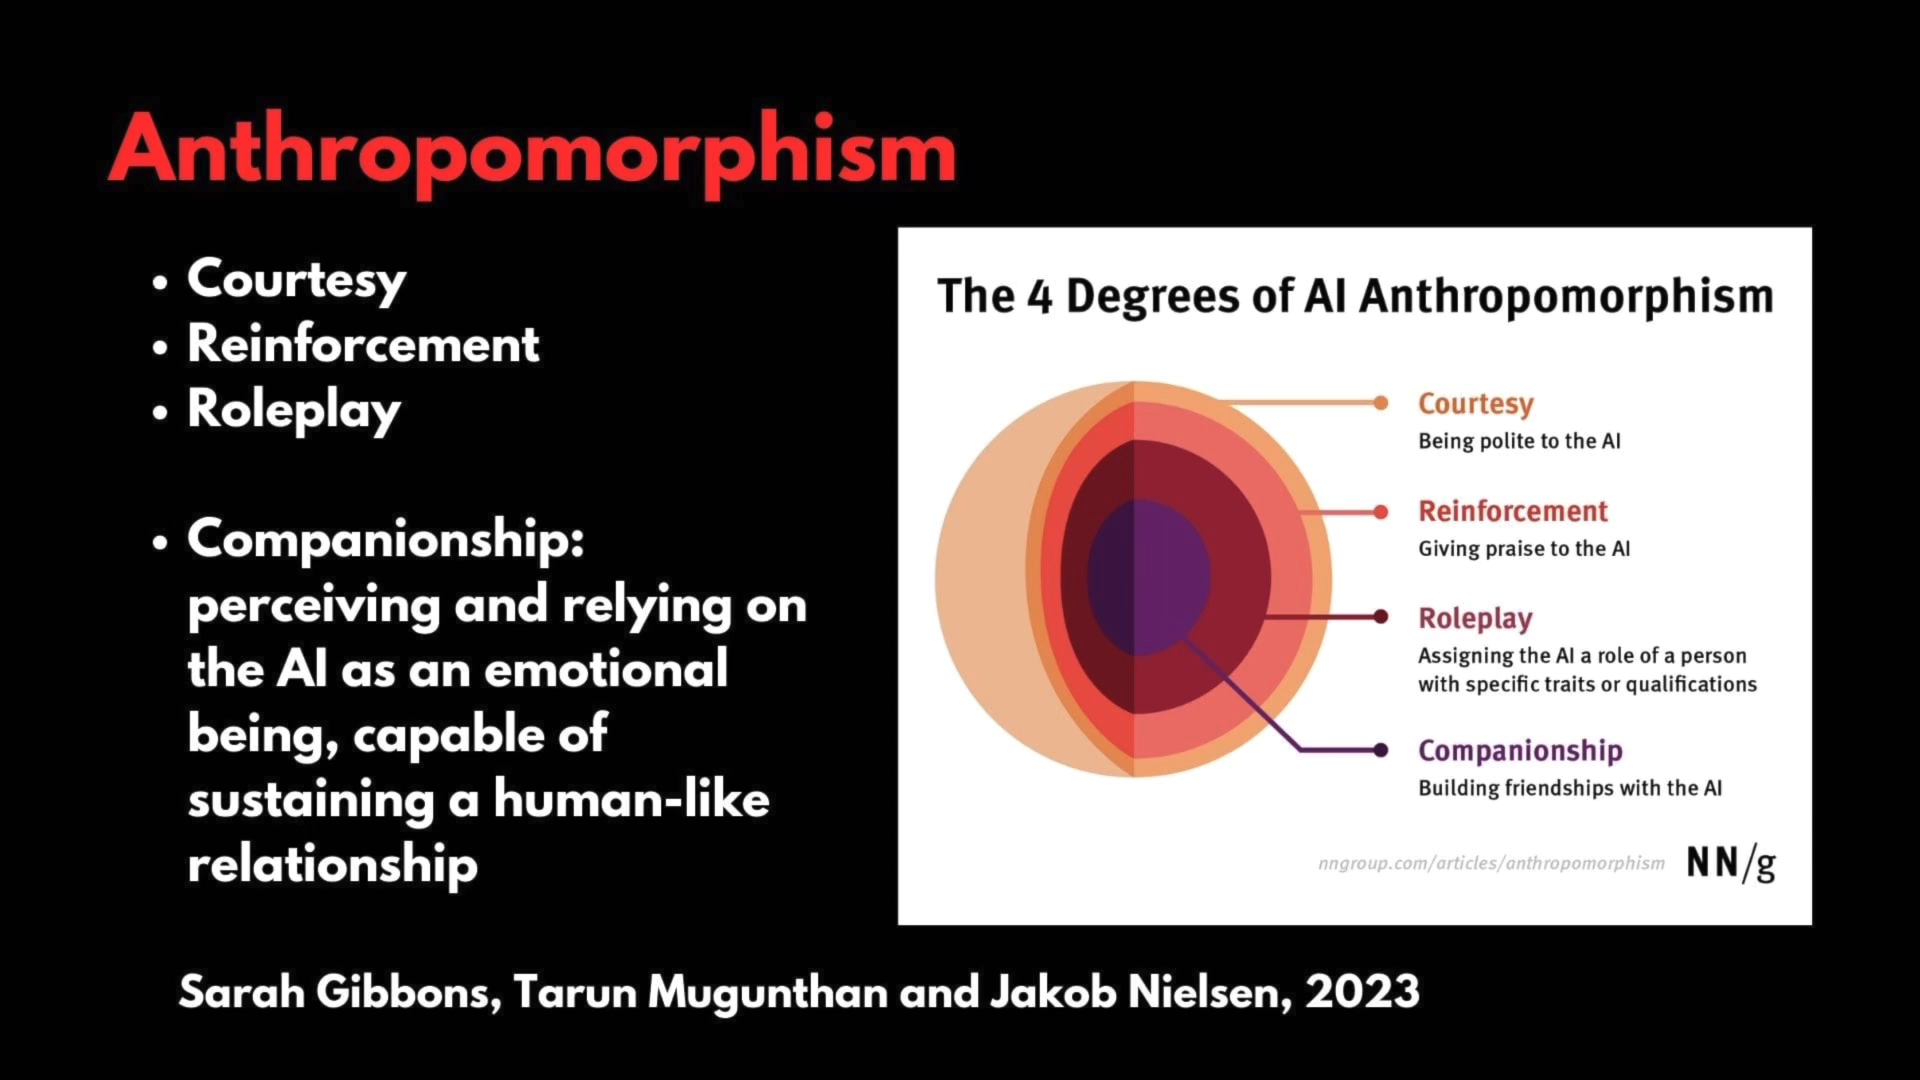 Anthropomorphism
• Courtesy
• Reinforcement
• Roleplay
• Companionship:
perceiving and relying on
the AI as an emotional
being, capable of
sustaining a human-like
relationship
The 4 Degrees of AI Anthropomorphism
Courtesy
Being polite to the AI
Reinforcement
Giving praise to the AI
Roleplay
Assigning the AI a role of a person
with specific traits or qualifications
Companionship
Building friendships with the AI
nngroup.com/articles/anthropomorphism NN/g
Sarah Gibbons, Tarun Mugunthan and Jakob Nielsen, 2023